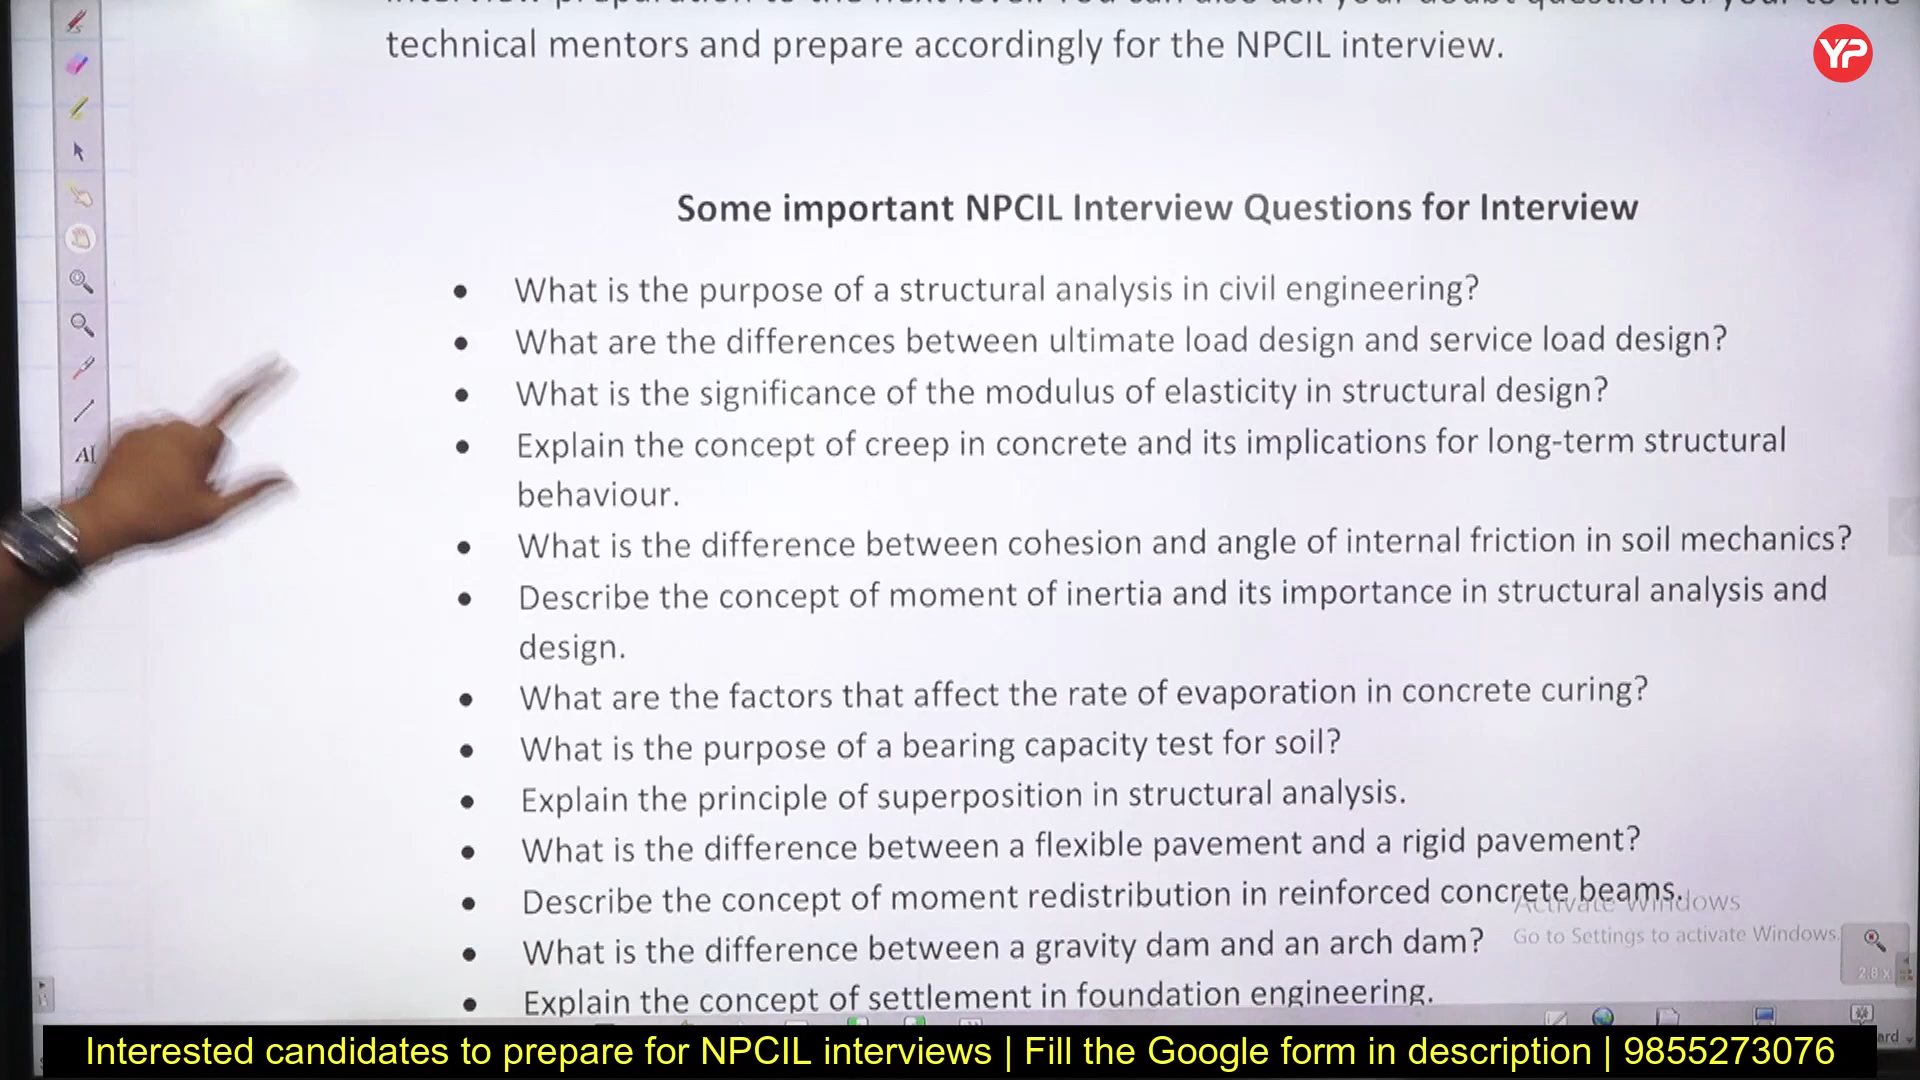 technical mentors and prepare accordingly for the NPCIL interview.
YP
Some important NPCIL Interview Questions for Interview
• What is the purpose of a structural analysis in civil engineering?
• What are the differences between ultimate load design and service load design?
• What is the significance of the modulus of elasticity in structural design?
• Explain the concept of creep in concrete and its implications for long-term structural
behaviour.
• What is the difference between cohesion and angle of internal friction in soil mechanics?
• Describe the concept of moment of inertia and its importance in structural analysis and
design.
• What are the factors that affect the rate of evaporation in concrete curing?
• What is the purpose of a bearing capacity test for soil?
• Explain the principle of superposition in structural analysis.
• What is the difference between a flexible pavement and a rigid pavement?
• Describe the concept of moment redistribution in reinforced concrete beams.
Activate Windows
• What is the difference between a gravity dam and an arch dam?
Go to Settings to activate Windows.
2.8 x
• Explain the concept of settlement in foundation engineering.
AI
Interested candidates to prepare for NPCIL interviews | Fill the Google form in description | 9855273076